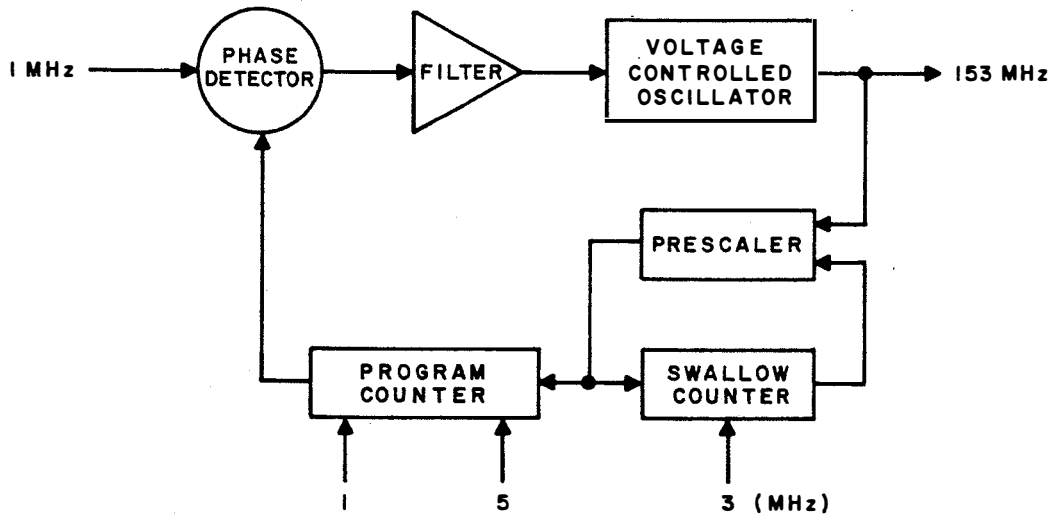 1 MHz
PHASE
DETECTOR
FILTER
VOLTAGE
CONTROLLED
OSCILLATOR
153 MHz
PRESCALER
PROGRAM
COUNTER
SWALLOW
COUNTER
1
5
3 (MHz)